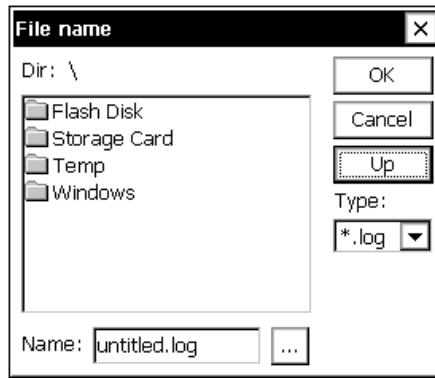 File name
Dir: \
OK
Flash Disk
Cancel
Storage Card
Temp
Up
Windows
Type:
*.log
Name: untitled.log ...